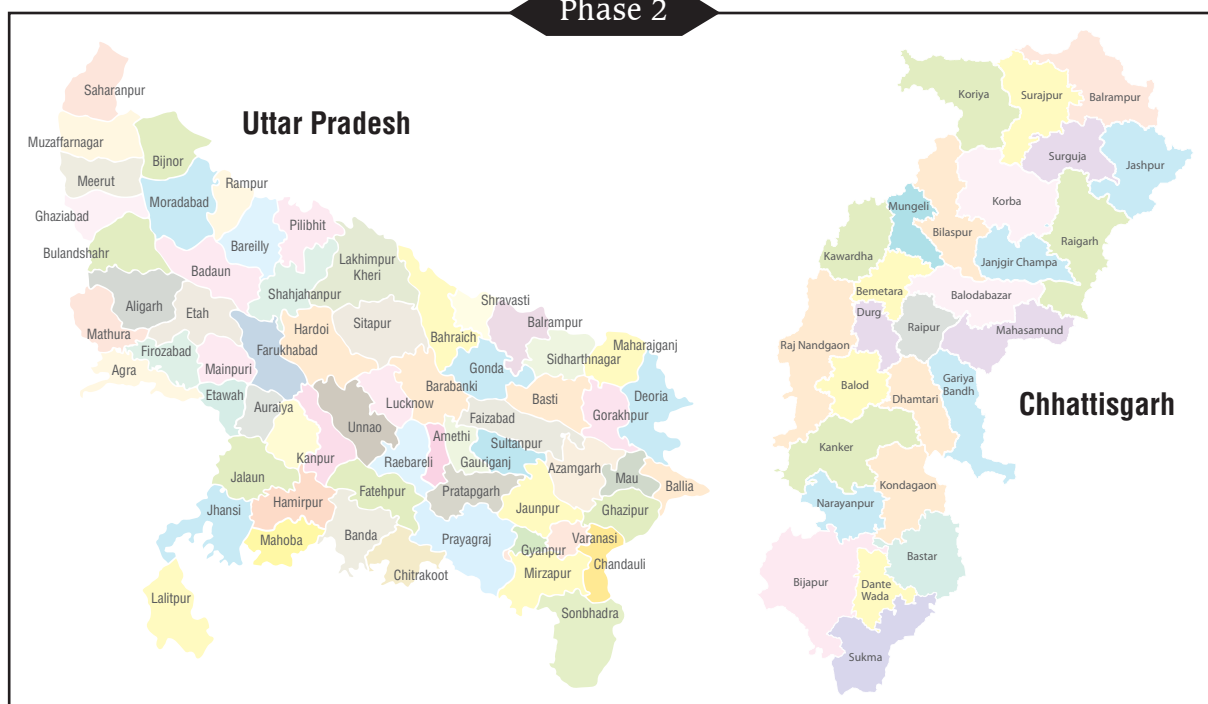 Phase 2
Uttar Pradesh
Saharanpur
Muzaffarnagar
Bijnor
Meerut
Rampur
Moradabad
Ghaziabad
Pilibhit
Bareilly
Bulandshahr
Lakhimpur
Kheri
Badaun
Shahjahanpur
Aligarh
Shravasti
Etah
Sitapur
Balrampur
Mathura
Hardoi
Bahraich
Maharajganj
Firozabad
Farukhabad
Sidharthnagar
Agra
Mainpuri
Gonda
Barabanki
Etawah
Deoria
Basti
Auraiya
Lucknow
Gorakhpur
Faizabad
Unnao
Amethi
Sultanpur
Kanpur
Raebareli
Gauriganj
Azamgarh
Jalaun
Mau
Fatehpur
Pratapgarh
Ballia
Hamirpur
Jhansi
Jaunpur
Ghazipur
Banda
Prayagraj
Varanasi
Mahoba
Gyanpur
Chandauli
Chitrakoot
Mirzapur
Lalitpur
Sonbhadra
Chhattisgarh
Koriya
Surajpur
Balrampur
Surguja
Jashpur
Korba
Mungeli
Bilaspur
Raigarh
Kawardha
Janjgir Champa
Bemetara
Balodabazar
Durg
Raipur
Mahasamund
Raj Nandgaon
Gariya
Bandh
Balod
Dhamtari
Kanker
Kondagaon
Narayanpur
Bastar
Bijapur
Dante
Wada
Sukma